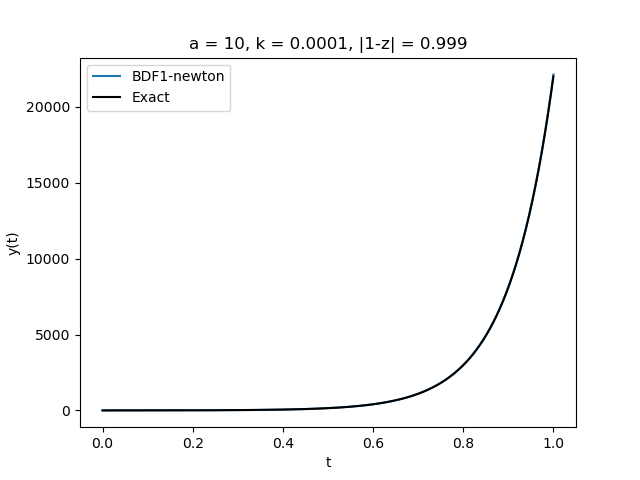 a = 10, k = 0.0001, |1-z| = 0.999
BDF1-newton
Exact
20000
15000
10000
5000
0
y(t)
0.0 0.2 0.4 0.6 0.8 1.0
t